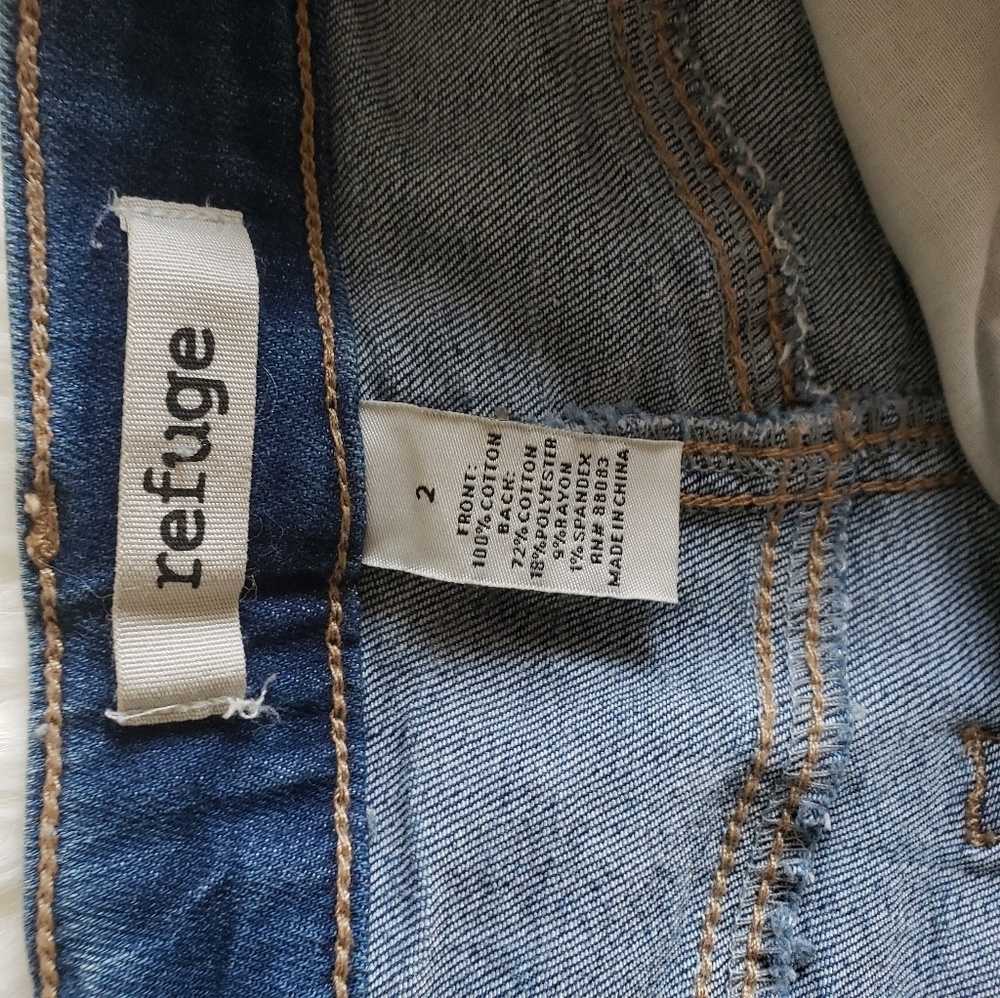 refuge
2
FRONT:
100% COTTON
BACK:
72% COTTON
18% POLYESTER
9% RAYON
1% SPANDEX
RN# 88083
MADE IN CHINA